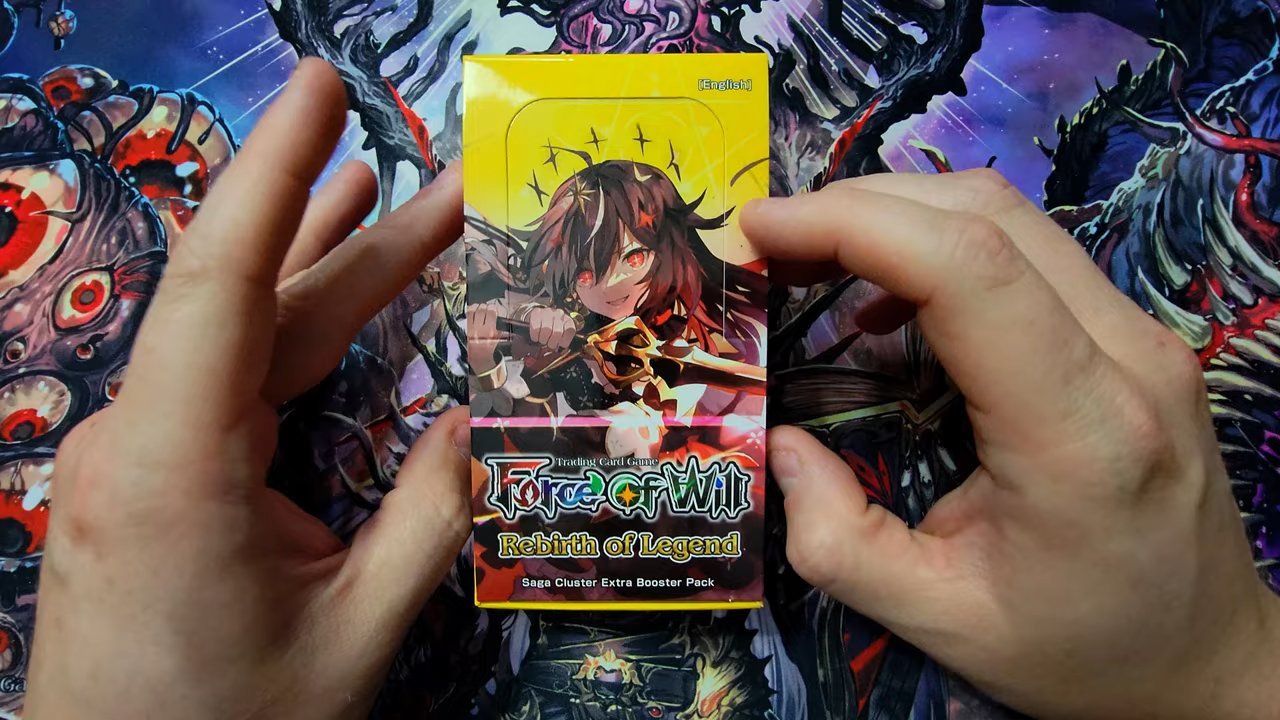 [English]
Trading Card Game
Force Of Will
Rebirth of Legend
Saga Cluster Extra Booster Pack